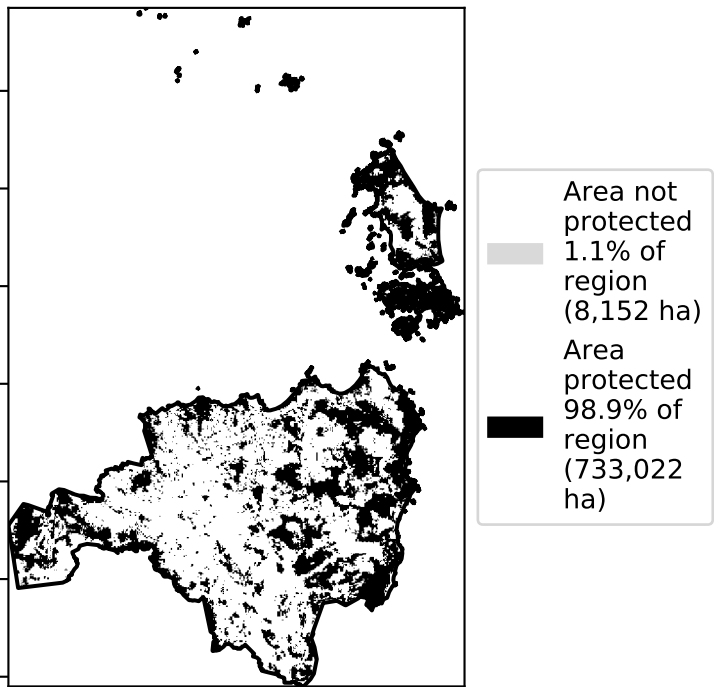 Area not
protected
1.1% of
region
(8,152 ha)
Area
protected
98.9% of
region
(733,022
ha)